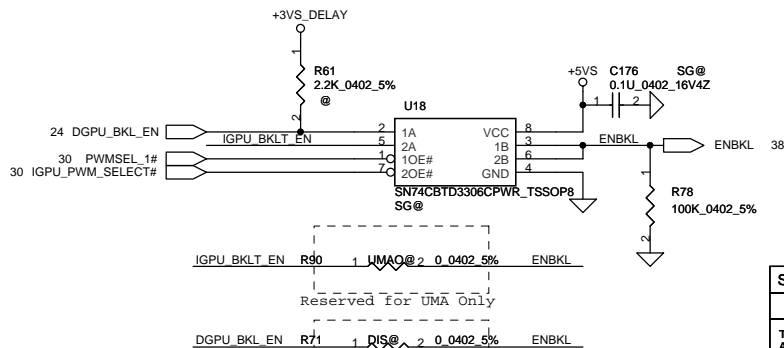 +3VS_DELAY
1
R61
2.2K_0402_5%
@
2
+5VS
C176 SG@
0.1U_0402_16V4Z
1 2
U18
24 DGPU_BKL_EN 2 1A VCC 8
IGPU_BKLT_EN 5 2A 1B 3 ENBKL ENBKL 38
30 PWMSEL_1# 1 1OE# 2B 6
30 IGPU_PWM_SELECT# 7 2OE# GND 4
SN74CBTD3306CPWR_TSSOP8
SG@
1
R78
100K_0402_5%
2
IGPU_BKLT_EN R90 1 UMAO@ 2 0_0402_5% ENBKL
Reserved for UMA Only
DGPU_BKL_EN R71 1 DIS@ 2 0_0402_5% ENBKL